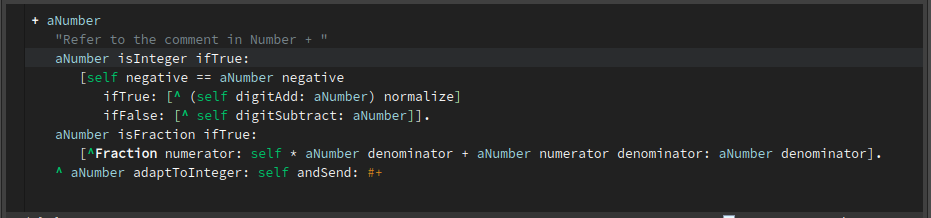 + aNumber
"Refer to the comment in Number + "
aNumber isInteger ifTrue:
[self negative == aNumber negative
ifTrue: [^ (self digitAdd: aNumber) normalize]
ifFalse: [^ self digitSubtract: aNumber]].
aNumber isFraction ifTrue:
[^Fraction numerator: self * aNumber denominator + aNumber numerator denominator: aNumber denominator].
^ aNumber adaptToInteger: self andSend: #+